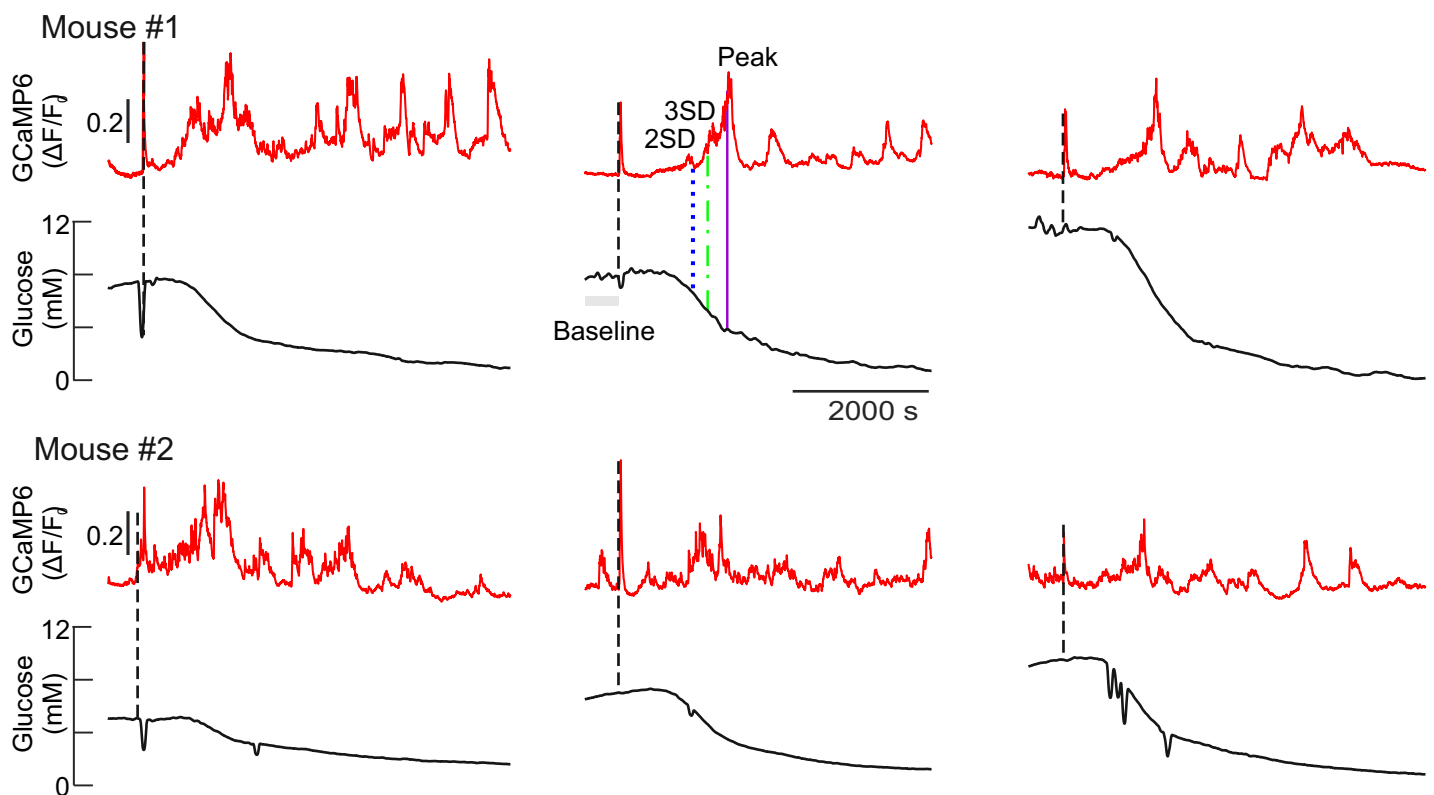 Mouse #1
GCaMP6
(ΔF/F₀)
0.2
Peak
3SD
2SD
12
Glucose
(mM)
0
Baseline
2000 s
Mouse #2
GCaMP6
(ΔF/F₀)
0.2
12
Glucose
(mM)
0